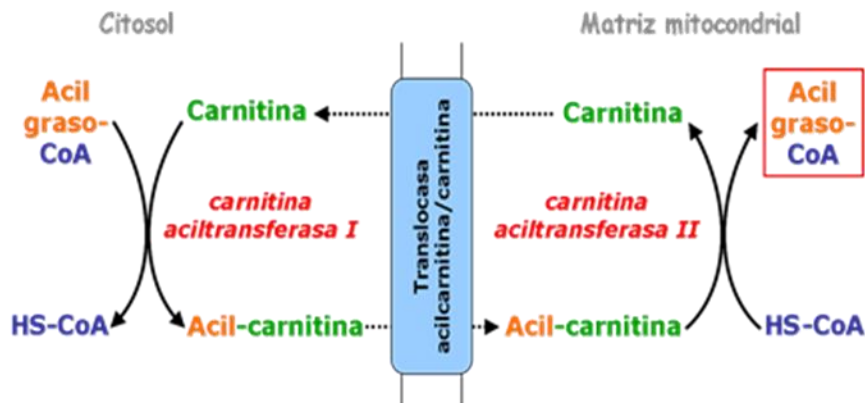 Citosol
Matriz mitocondrial
Acil
graso-
CoA
Carnitina
carnitina
aciltransferasa I
HS-CoA
Acil-carnitina
Translocasa
acilcarnitina/carnitina
Carnitina
carnitina
aciltransferasa II
Acil-carnitina
Acil
graso-
CoA
HS-CoA